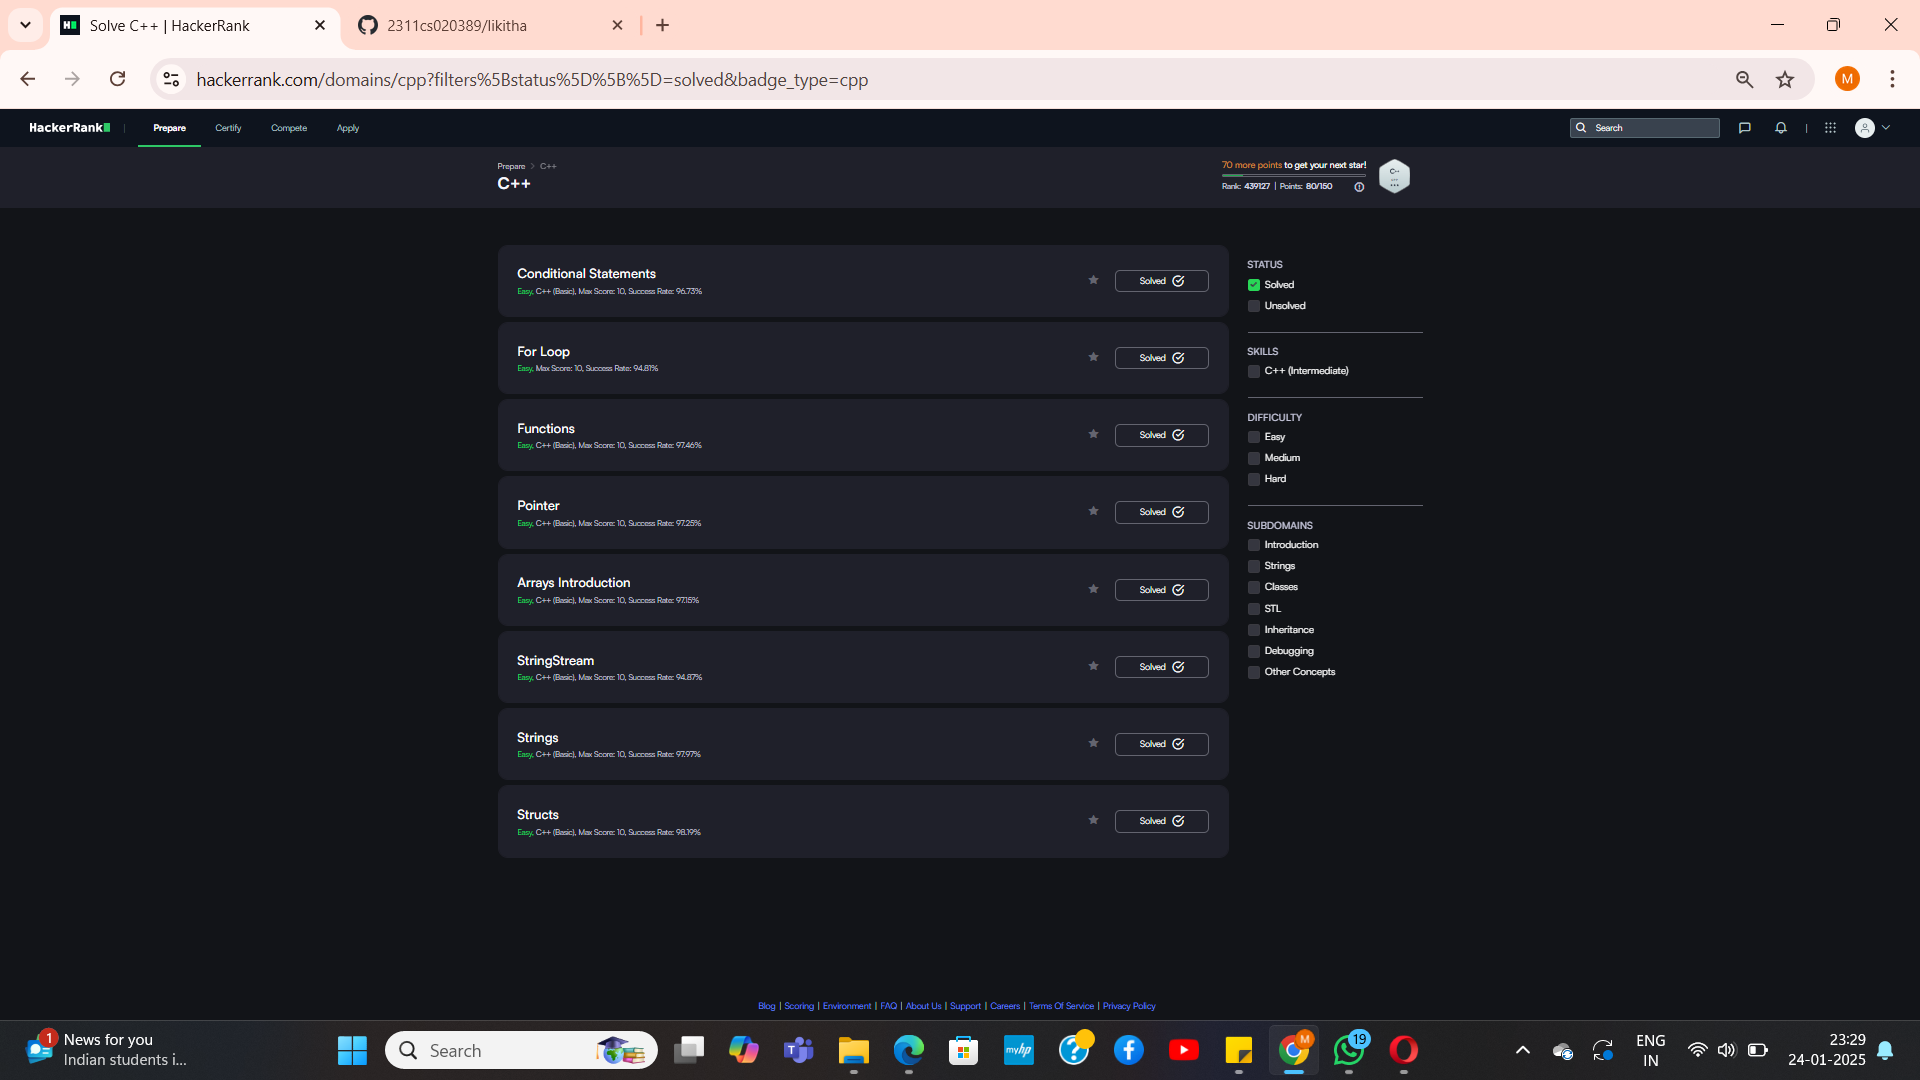 Solve C++ | HackerRank
2311cs020389/likitha
hackerrank.com/domains/cpp?filters%5Bstatus%5D%5B%5D=solved&badge_type=cpp
M
HackerRank
Prepare
Certify
Compete
Apply
Search
Prepare > C++
C++
70 more points to get your next star!
Rank: 439127 | Points: 80/150
C++
Conditional Statements
Easy, C++ (Basic), Max Score: 10, Success Rate: 96.73%
Solved
For Loop
Easy, Max Score: 10, Success Rate: 94.81%
Solved
Functions
Easy, C++ (Basic), Max Score: 10, Success Rate: 97.46%
Solved
Pointer
Easy, C++ (Basic), Max Score: 10, Success Rate: 97.25%
Solved
Arrays Introduction
Easy, C++ (Basic), Max Score: 10, Success Rate: 97.15%
Solved
StringStream
Easy, C++ (Basic), Max Score: 10, Success Rate: 94.87%
Solved
Strings
Easy, C++ (Basic), Max Score: 10, Success Rate: 97.97%
Solved
Structs
Easy, C++ (Basic), Max Score: 10, Success Rate: 98.19%
Solved
STATUS
Solved
Unsolved
SKILLS
C++ (Intermediate)
DIFFICULTY
Easy
Medium
Hard
SUBDOMAINS
Introduction
Strings
Classes
STL
Inheritance
Debugging
Other Concepts
Blog | Scoring | Environment | FAQ | About Us | Support | Careers | Terms Of Service | Privacy Policy
1
News for you
Indian students i...
Search
myhp
M
19
ENG
IN
23:29
24-01-2025